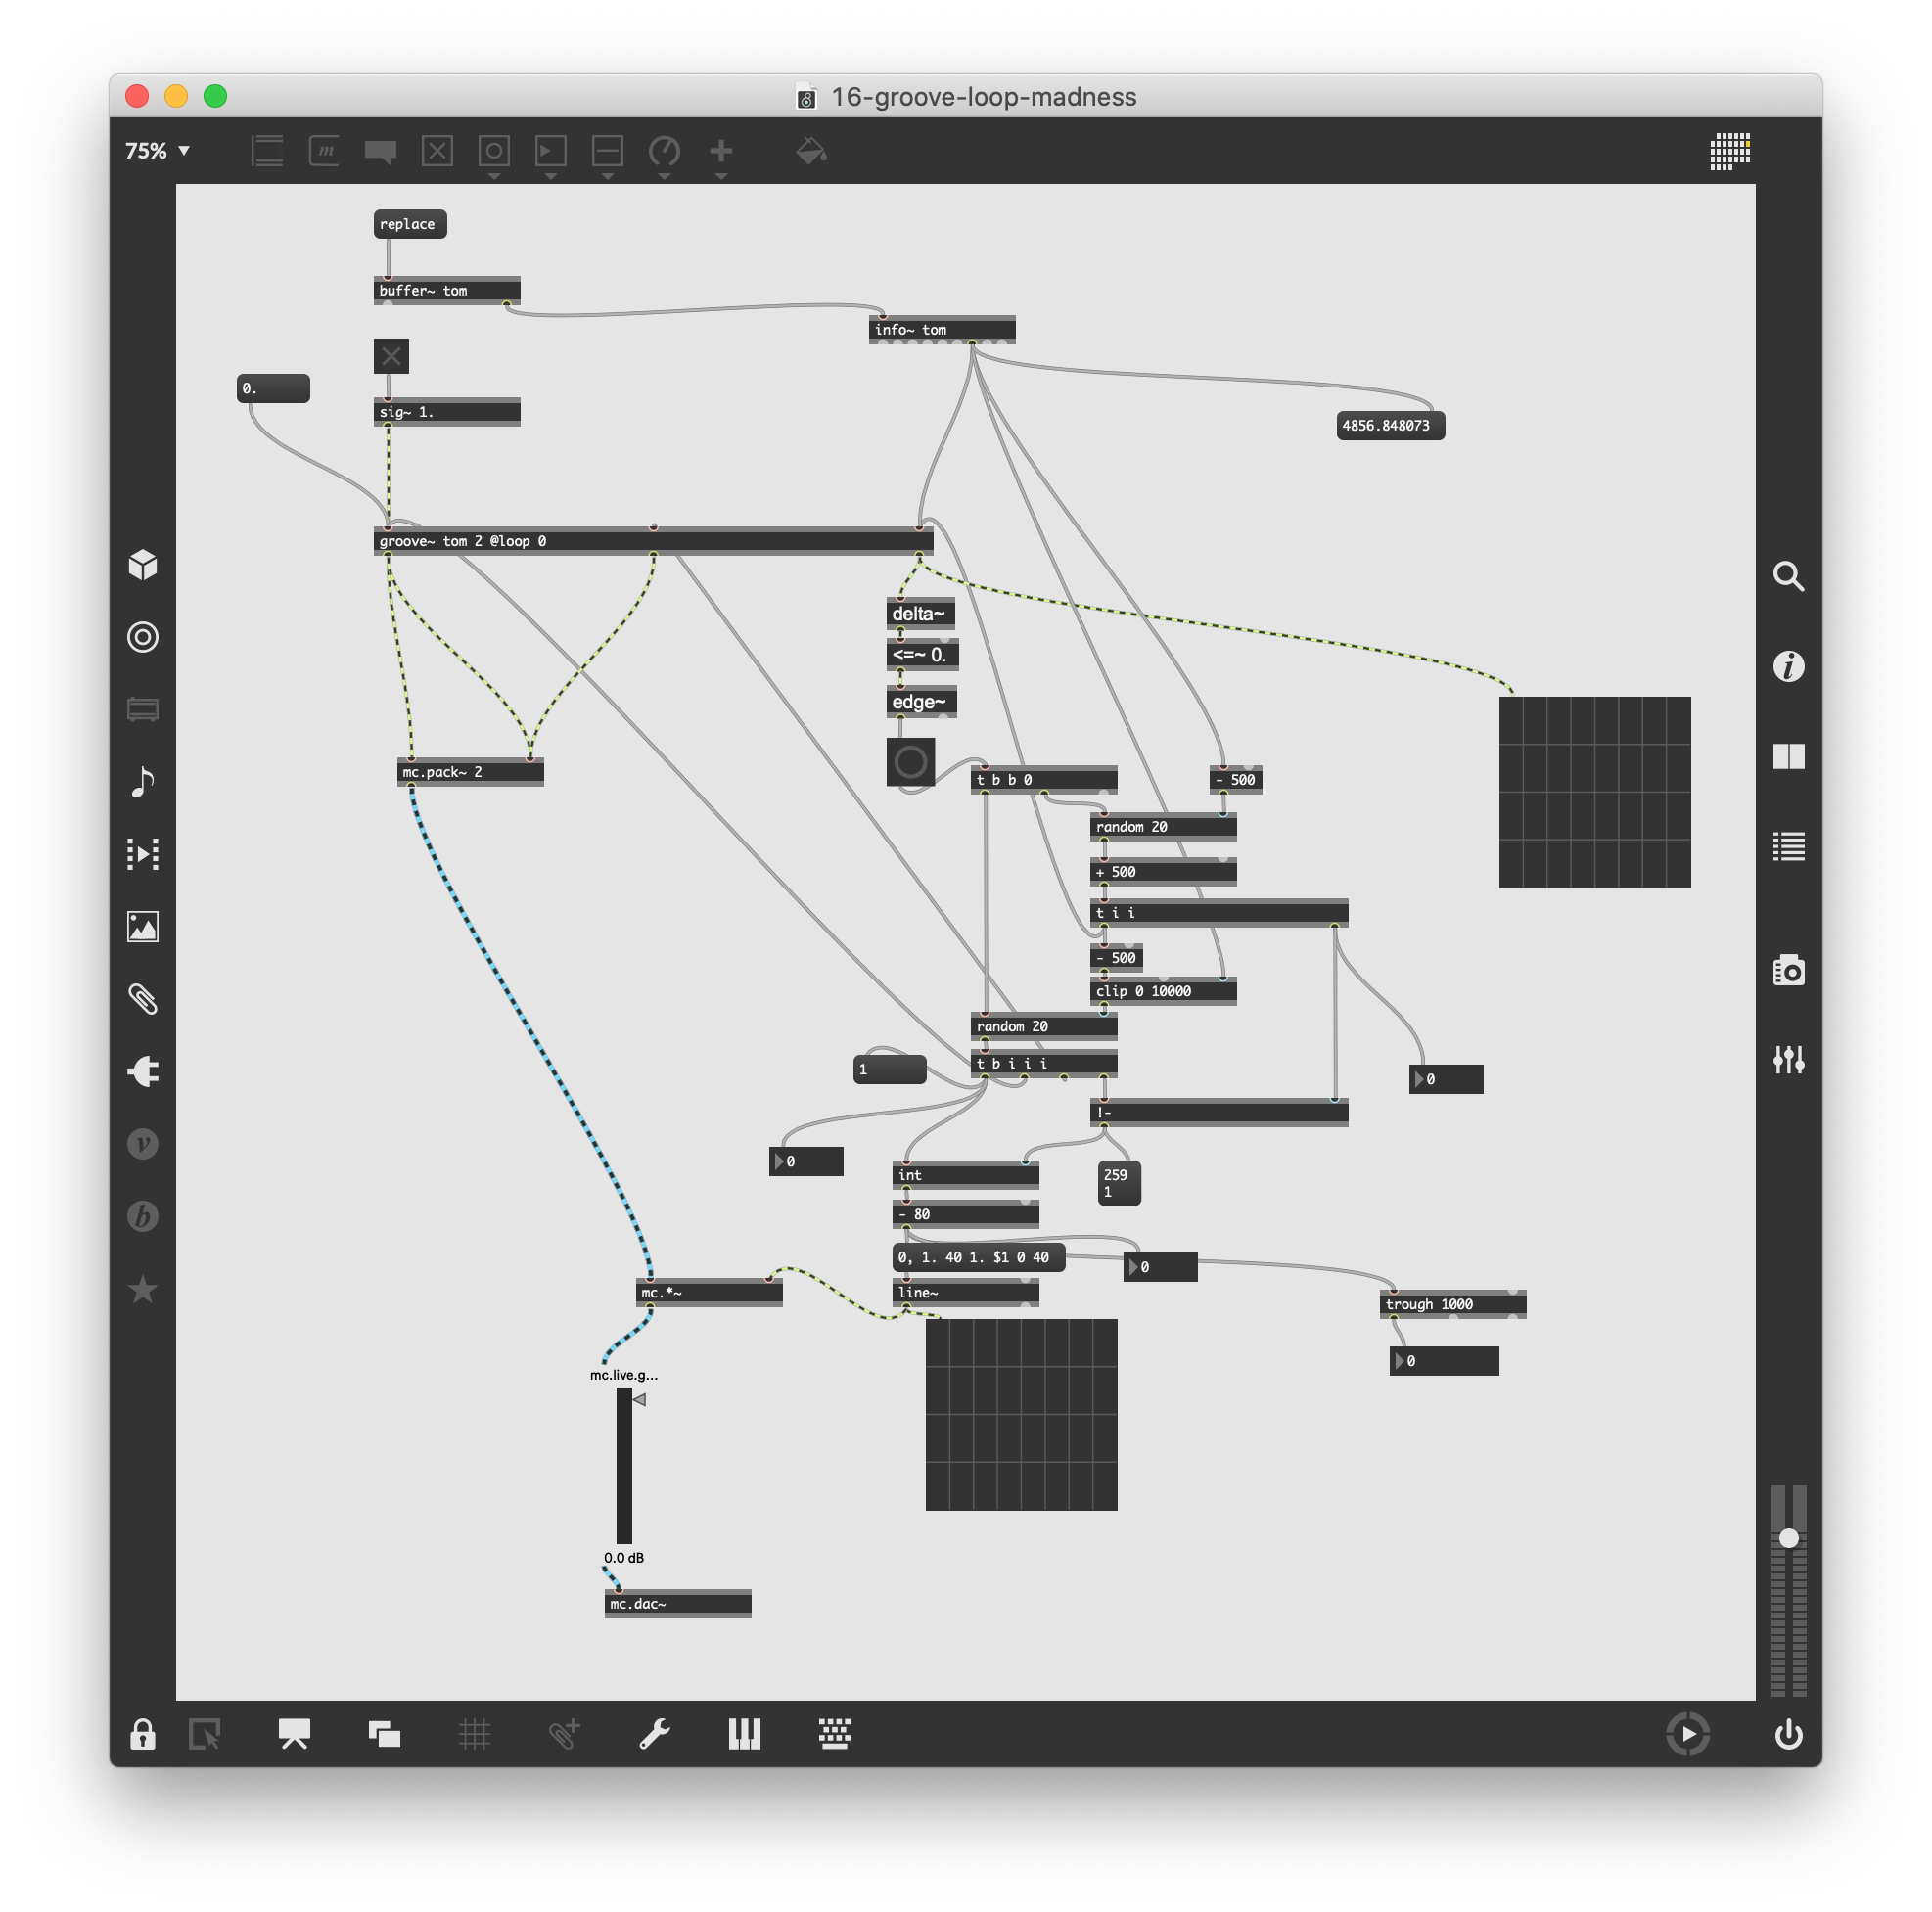 16-groove-loop-madness
75%
replace
buffer~ tom
info~ tom
0.
sig~ 1.
4856.848073
groove~ tom 2 @loop 0
delta~
<=~ 0.
edge~
mc.pack~ 2
t b b 0
- 500
random 20
+ 500
t i i
- 500
clip 0 10000
random 20
t b i i i
1
0
!-
0
int
259
1
- 80
0, 1. 40 1. $1 0 40
0
mc.*~
line~
trough 1000
0
mc.live.g...
0.0 dB
mc.dac~